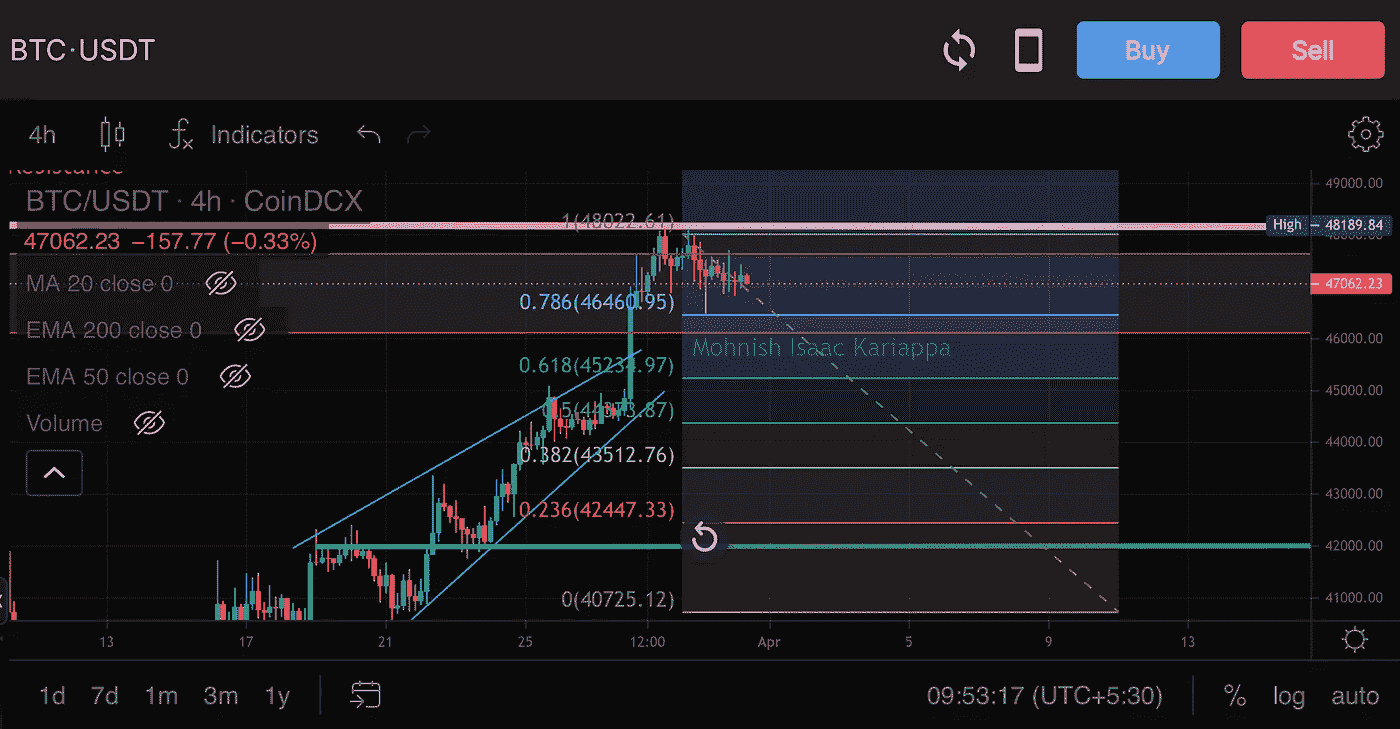 BTC·USDT
Buy
Sell
4h
Indicators
Resistance
BTC/USDT · 4h · CoinDCX
47062.23 −157.77 (−0.33%)
MA 20 close 0
EMA 200 close 0
EMA 50 close 0
Volume
1(48022.61)
0.786(46460.95)
0.618(45234.97)
0.5(44373.87)
0.382(43512.76)
0.236(42447.33)
0(40725.12)
Mohnish Isaac Kariappa
49000.00
High 48189.84
48000.00
47062.23
46000.00
45000.00
44000.00
43000.00
42000.00
41000.00
13 17 21 25 12:00 Apr 5 9 13
1d 7d 1m 3m 1y
09:53:17 (UTC+5:30)
% log auto